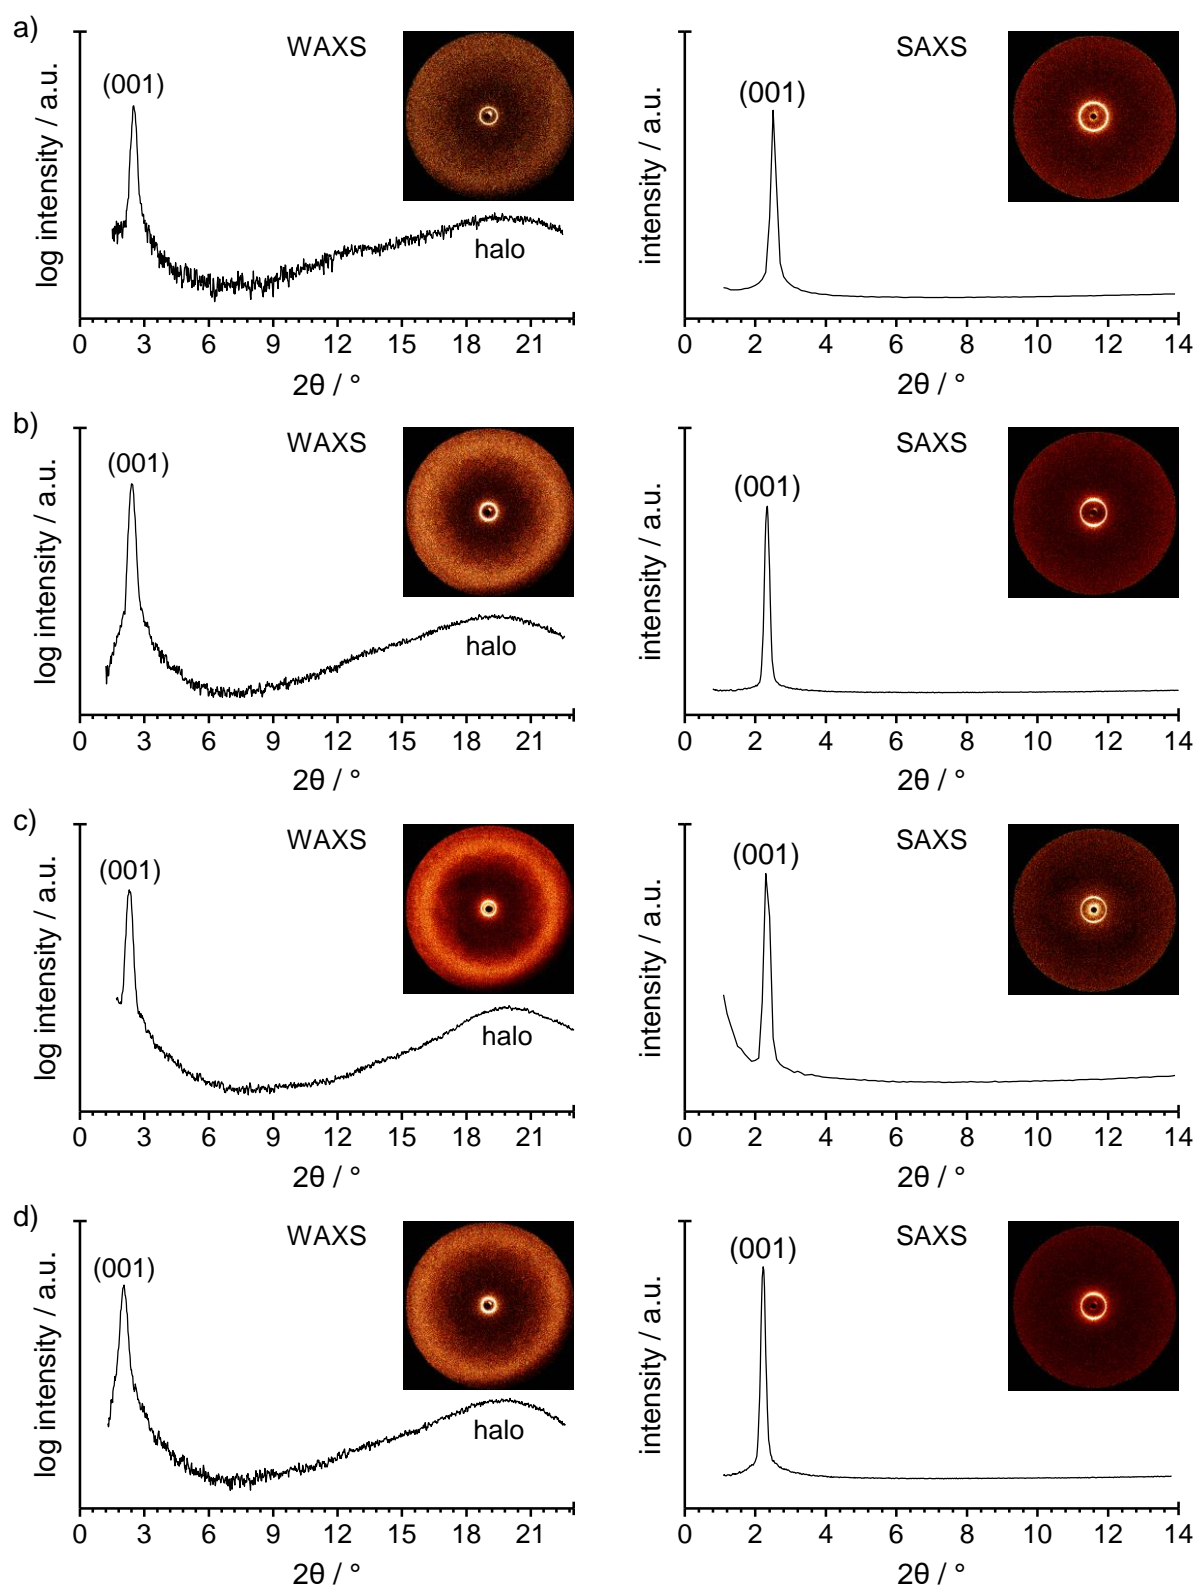 a)
WAXS
(001)
halo
log intensity / a.u.
0 3 6 9 12 15 18 21
2θ / °
SAXS
(001)
intensity / a.u.
0 2 4 6 8 10 12 14
2θ / °
b)
WAXS
(001)
halo
log intensity / a.u.
0 3 6 9 12 15 18 21
2θ / °
SAXS
(001)
intensity / a.u.
0 2 4 6 8 10 12 14
2θ / °
c)
WAXS
(001)
halo
log intensity / a.u.
0 3 6 9 12 15 18 21
2θ / °
SAXS
(001)
intensity / a.u.
0 2 4 6 8 10 12 14
2θ / °
d)
WAXS
(001)
halo
log intensity / a.u.
0 3 6 9 12 15 18 21
2θ / °
SAXS
(001)
intensity / a.u.
0 2 4 6 8 10 12 14
2θ / °